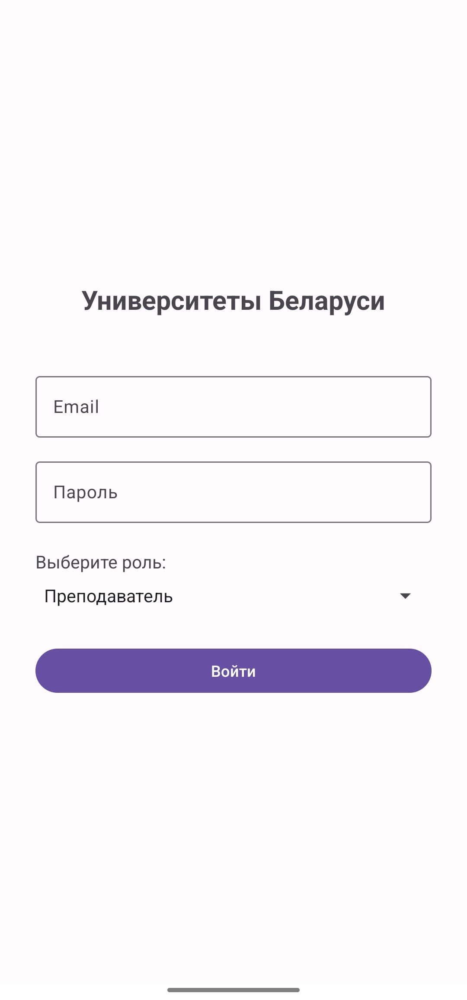 Университеты Беларуси
Email
Пароль
Выберите роль:
Преподаватель
Войти